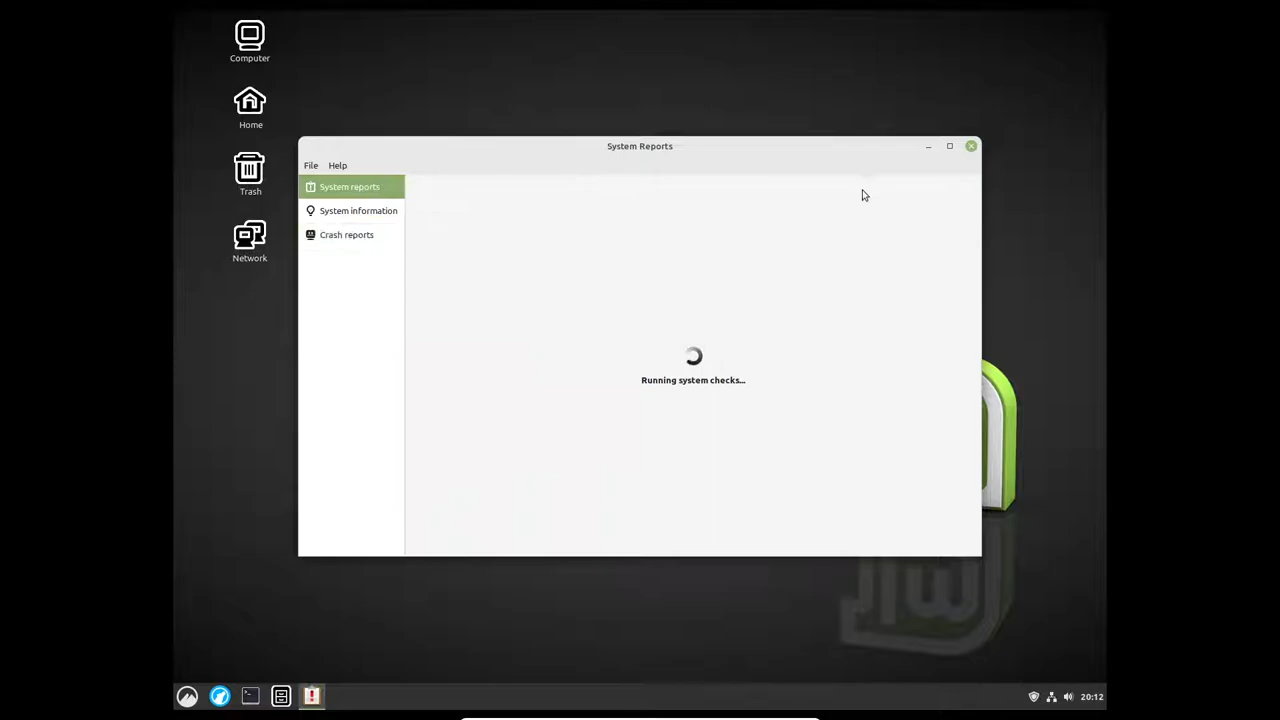 Computer
Home
Trash
Network
System Reports
File Help
System reports
System information
Crash reports
Running system checks...
20:12